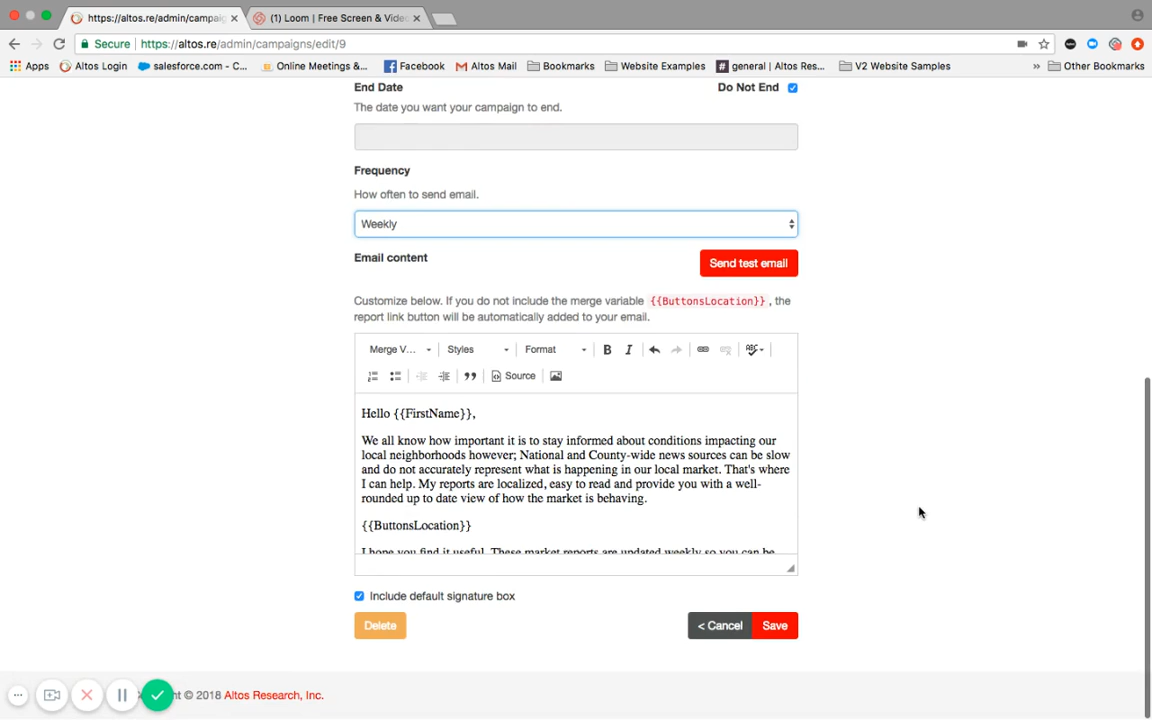 https://altos.re/admin/campaig
(1) Loom | Free Screen & Video
Secure https://altos.re/admin/campaigns/edit/9
Apps Altos Login salesforce.com - C... Online Meetings &... Facebook Altos Mail Bookmarks Website Examples general | Altos Res... V2 Website Samples » Other Bookmarks
End Date Do Not End
The date you want your campaign to end.
Frequency
How often to send email.
Weekly
Email content Send test email
Customize below. If you do not include the merge variable {{ButtonsLocation}} , the
report link button will be automatically added to your email.
Merge V... Styles Format B I ABC
Source
Hello {{FirstName}},
We all know how important it is to stay informed about conditions impacting our
local neighborhoods however; National and County-wide news sources can be slow
and do not accurately represent what is happening in our local market. That's where
I can help. My reports are localized, easy to read and provide you with a well-
rounded up to date view of how the market is behaving.
{{ButtonsLocation}}
I hope you find it useful. These market reports are updated weekly so you can be
Include default signature box
Delete < Cancel Save
ht © 2018 Altos Research, Inc.